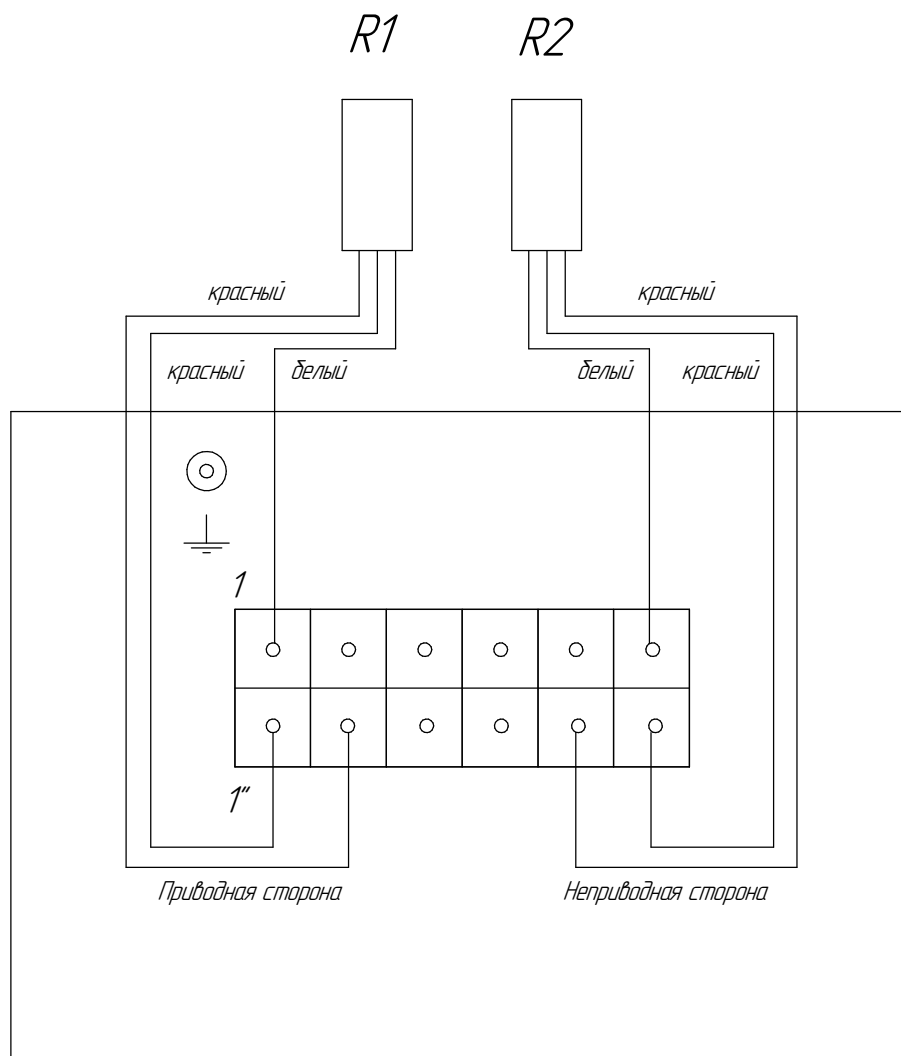 R1 R2
красный красный
красный белый белый красный
1
1"
Приводная сторона Неприводная сторона